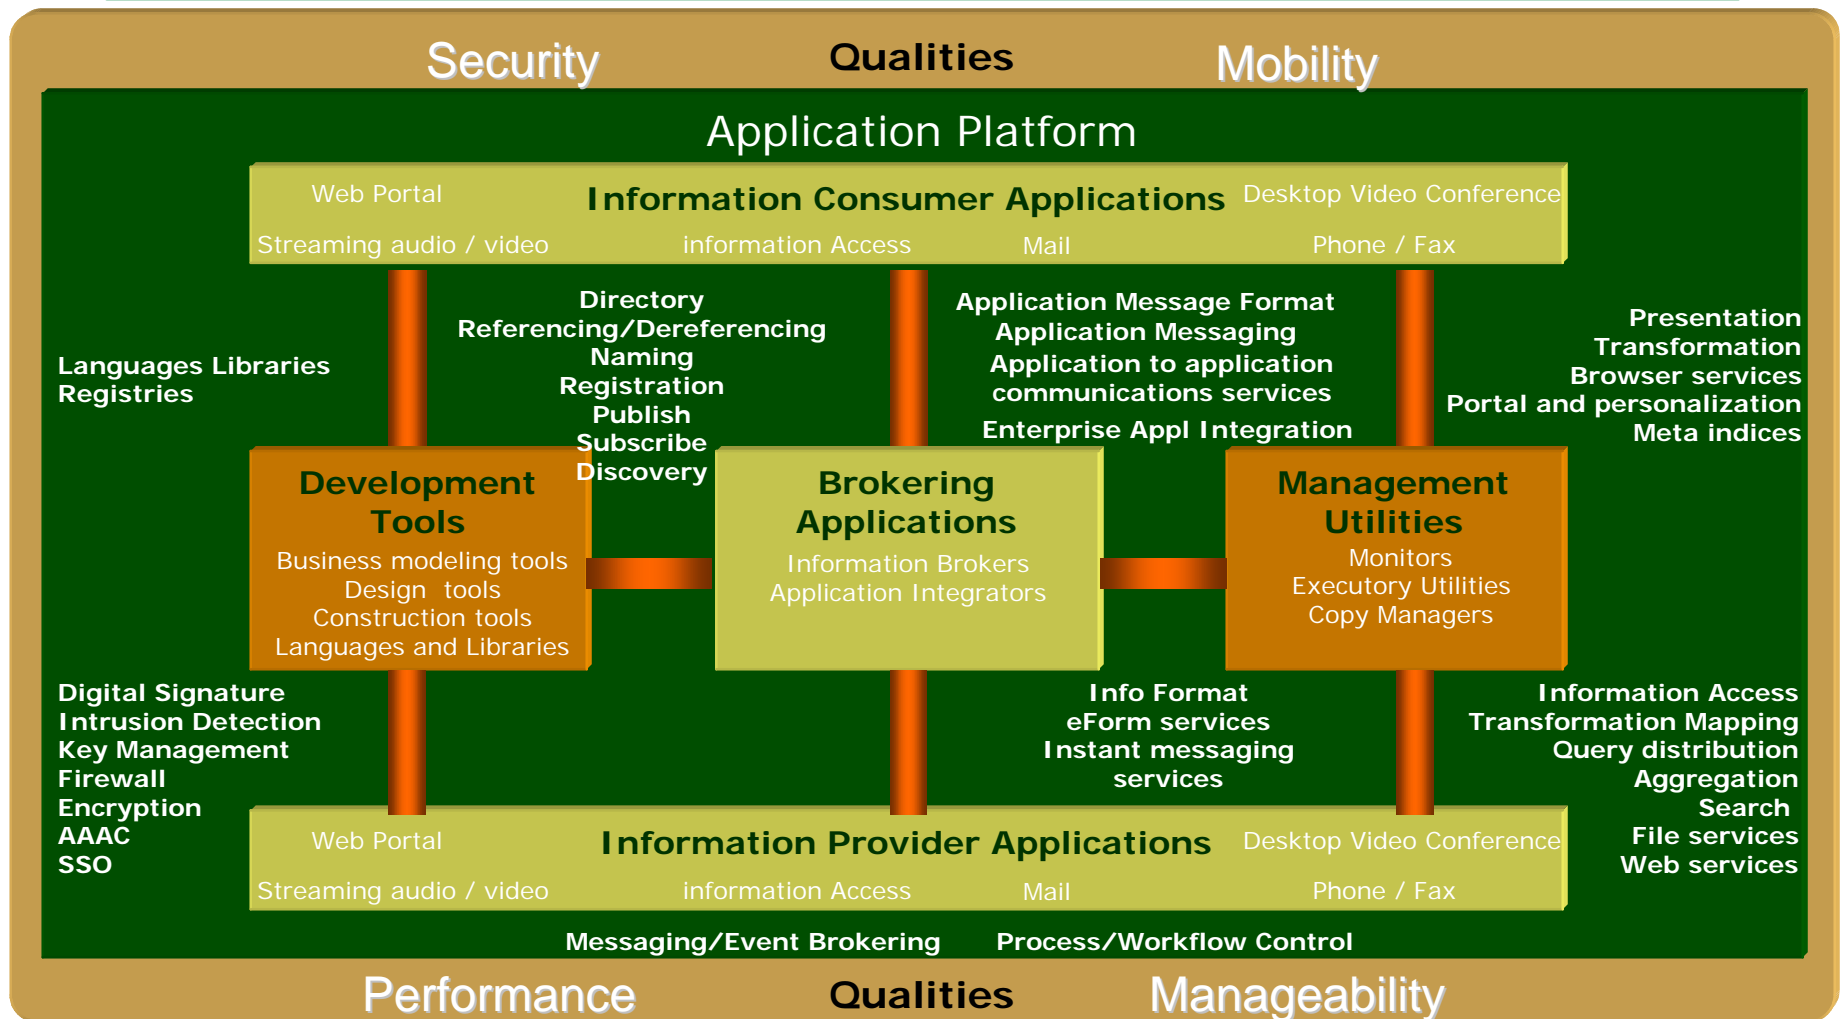 Security
Qualities
Mobility
Application Platform
Web Portal
Information Consumer Applications
Desktop Video Conference
Streaming audio / video
information Access
Mail
Phone / Fax
Languages Libraries
Registries
Directory
Referencing/Dereferencing
Naming
Registration
Publish
Subscribe
Discovery
Application Message Format
Application Messaging
Application to application
communications services
Enterprise Appl Integration
Presentation
Transformation
Browser services
Portal and personalization
Meta indices
Development
Tools
Business modeling tools
Design tools
Construction tools
Languages and Libraries
Brokering
Applications
Information Brokers
Application Integrators
Management
Utilities
Monitors
Executory Utilities
Copy Managers
Digital Signature
Intrusion Detection
Key Management
Firewall
Encryption
AAAC
SSO
Info Format
eForm services
Instant messaging
services
Information Access
Transformation Mapping
Query distribution
Aggregation
Search
File services
Web services
Web Portal
Information Provider Applications
Desktop Video Conference
Streaming audio / video
information Access
Mail
Phone / Fax
Messaging/Event Brokering
Process/Workflow Control
Performance
Qualities
Manageability